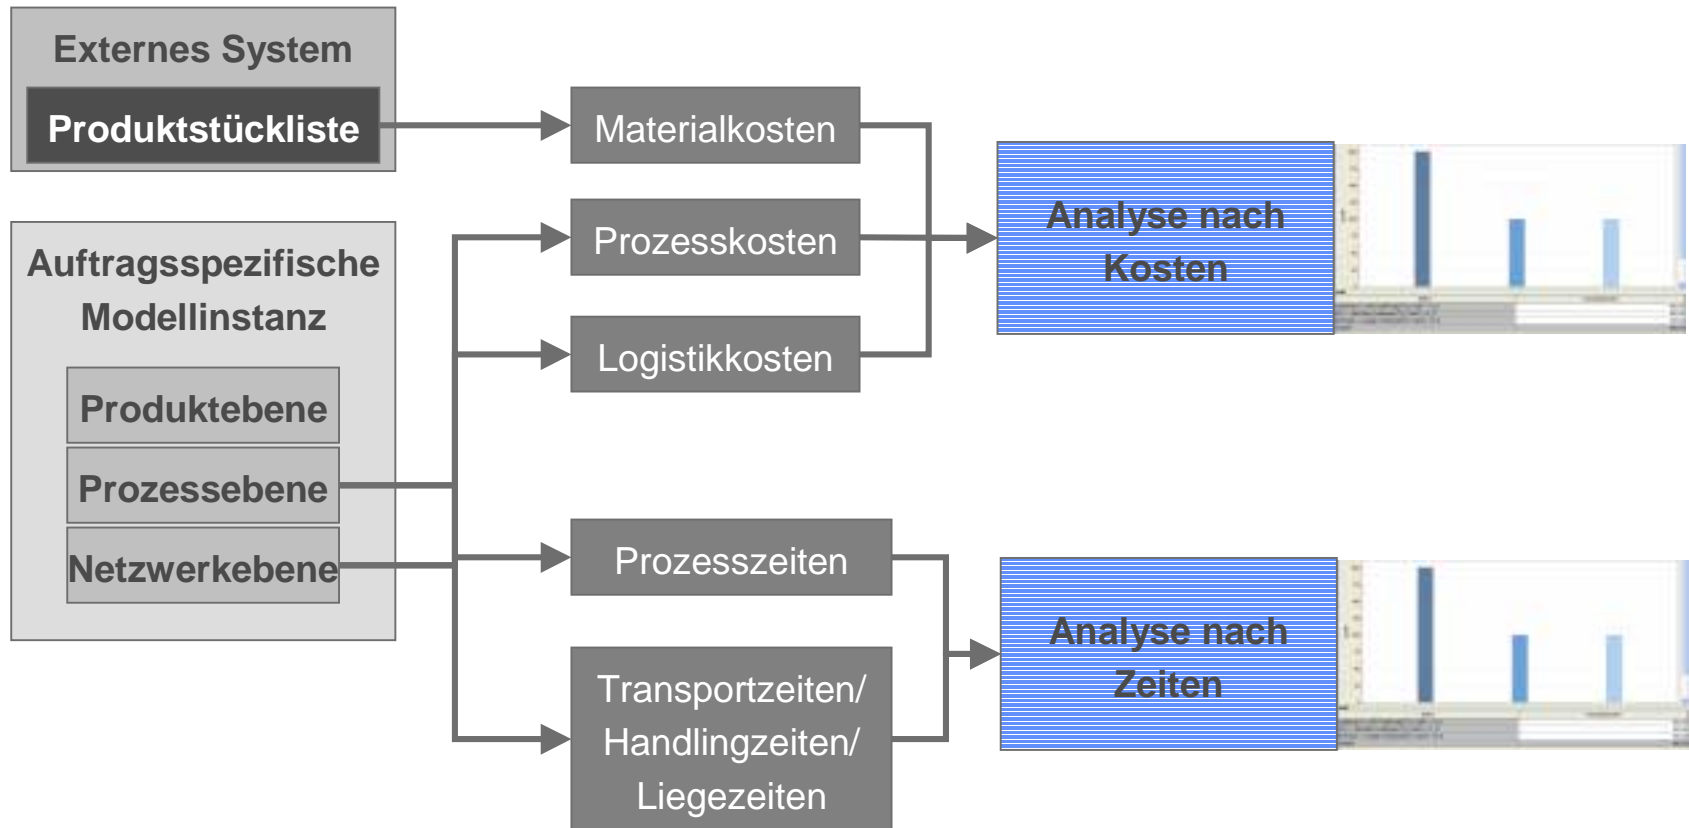 Externes System
Produktstückliste
Auftragsspezifische
Modellinstanz
Produktebene
Prozessebene
Netzwerkebene
Materialkosten
Prozesskosten
Logistikkosten
Prozesszeiten
Transportzeiten/
Handlingzeiten/
Liegezeiten
Analyse nach
Kosten
Analyse nach
Zeiten